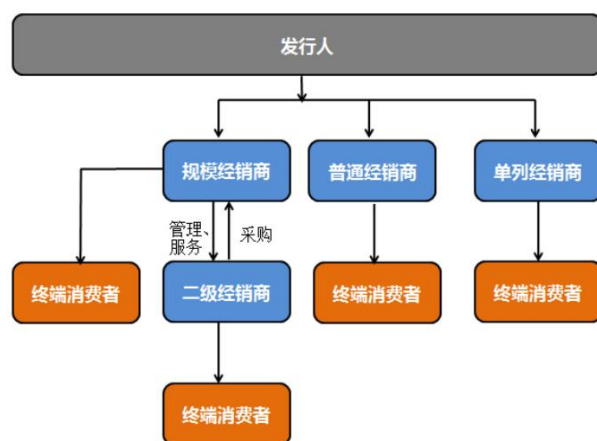 发行人
规模经销商
普通经销商
单列经销商
管理、
服务
采购
终端消费者
二级经销商
终端消费者
终端消费者
终端消费者